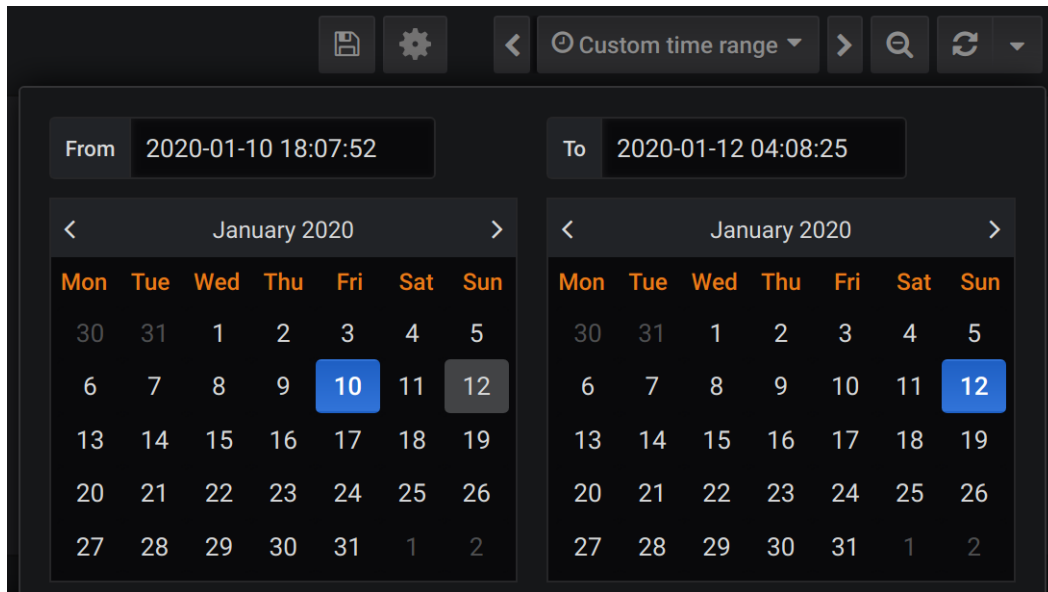 Custom time range
From 2020-01-10 18:07:52 To 2020-01-12 04:08:25
January 2020 January 2020
Mon Tue Wed Thu Fri Sat Sun Mon Tue Wed Thu Fri Sat Sun
30 31 1 2 3 4 5 30 31 1 2 3 4 5
6 7 8 9 10 11 12 6 7 8 9 10 11 12
13 14 15 16 17 18 19 13 14 15 16 17 18 19
20 21 22 23 24 25 26 20 21 22 23 24 25 26
27 28 29 30 31 1 2 27 28 29 30 31 1 2